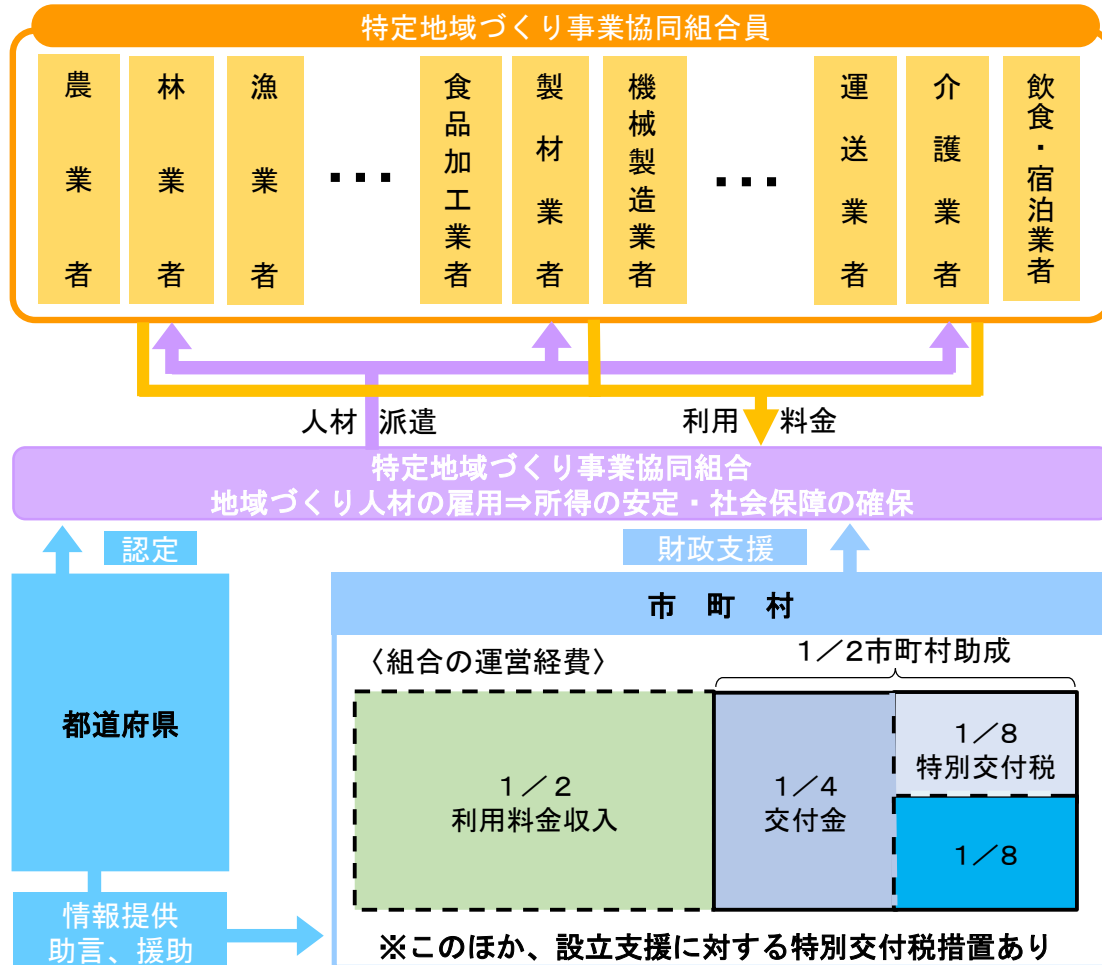 特定地域づくり事業協同組合員
農業者
林業者
漁業者
・・・
食品加工業者
製材業者
機械製造業者
・・・
運送業者
介護業者
飲食・宿泊業者
人材 派遣
利用 料金
特定地域づくり事業協同組合
地域づくり人材の雇用⇒所得の安定・社会保障の確保
認定
財政支援
都道府県
市 町 村
〈組合の運営経費〉
1／2市町村助成
1／2
利用料金収入
1／4
交付金
1／8
特別交付税
1／8
情報提供
助言、援助
※このほか、設立支援に対する特別交付税措置あり